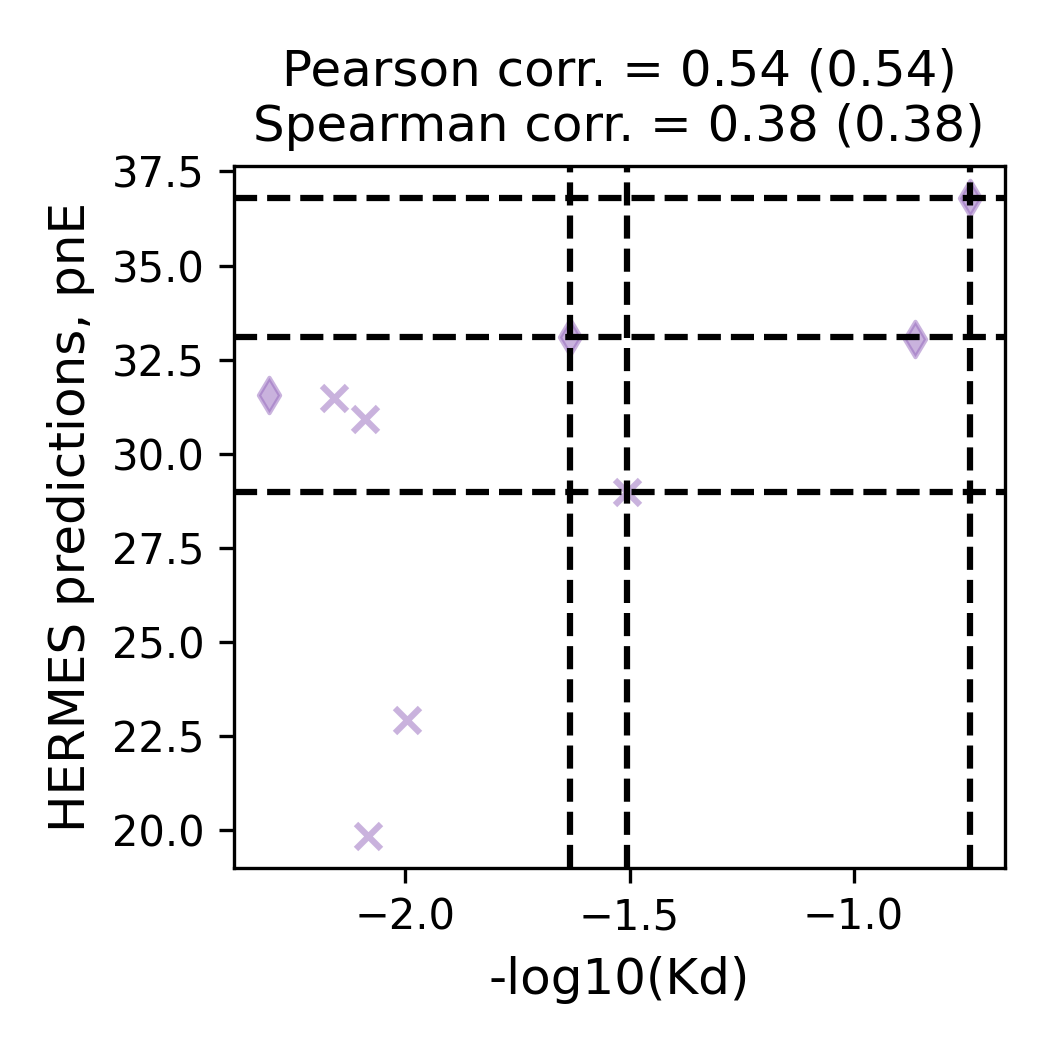 Pearson corr. = 0.54 (0.54)
Spearman corr. = 0.38 (0.38)
HERMES predictions, pnE
37.5
35.0
32.5
30.0
27.5
25.0
22.5
20.0
−2.0 −1.5 −1.0
-log10(Kd)